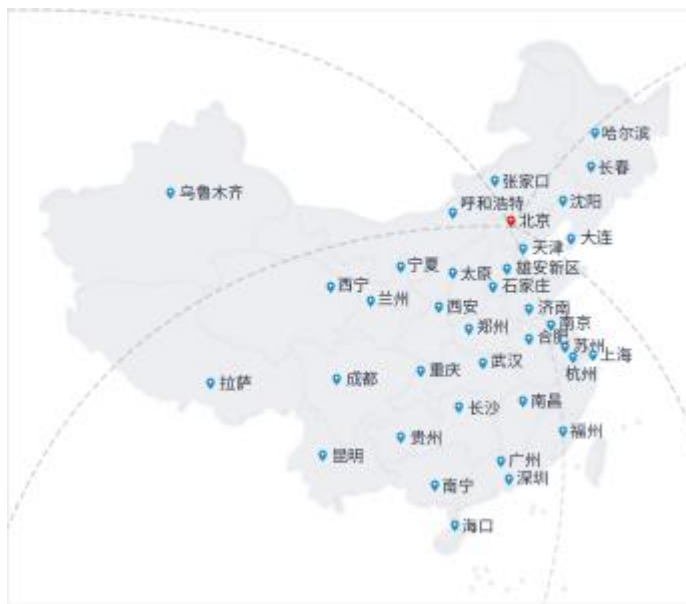 哈尔滨
长春
张家口
乌鲁木齐
呼和浩特
沈阳
北京
大连
天津
宁夏
太原
雄安新区
西宁
石家庄
兰州
西安
济南
郑州
南京
合肥
苏州
上海
武汉
杭州
重庆
成都
拉萨
南昌
长沙
福州
贵州
昆明
广州
深圳
南宁
海口